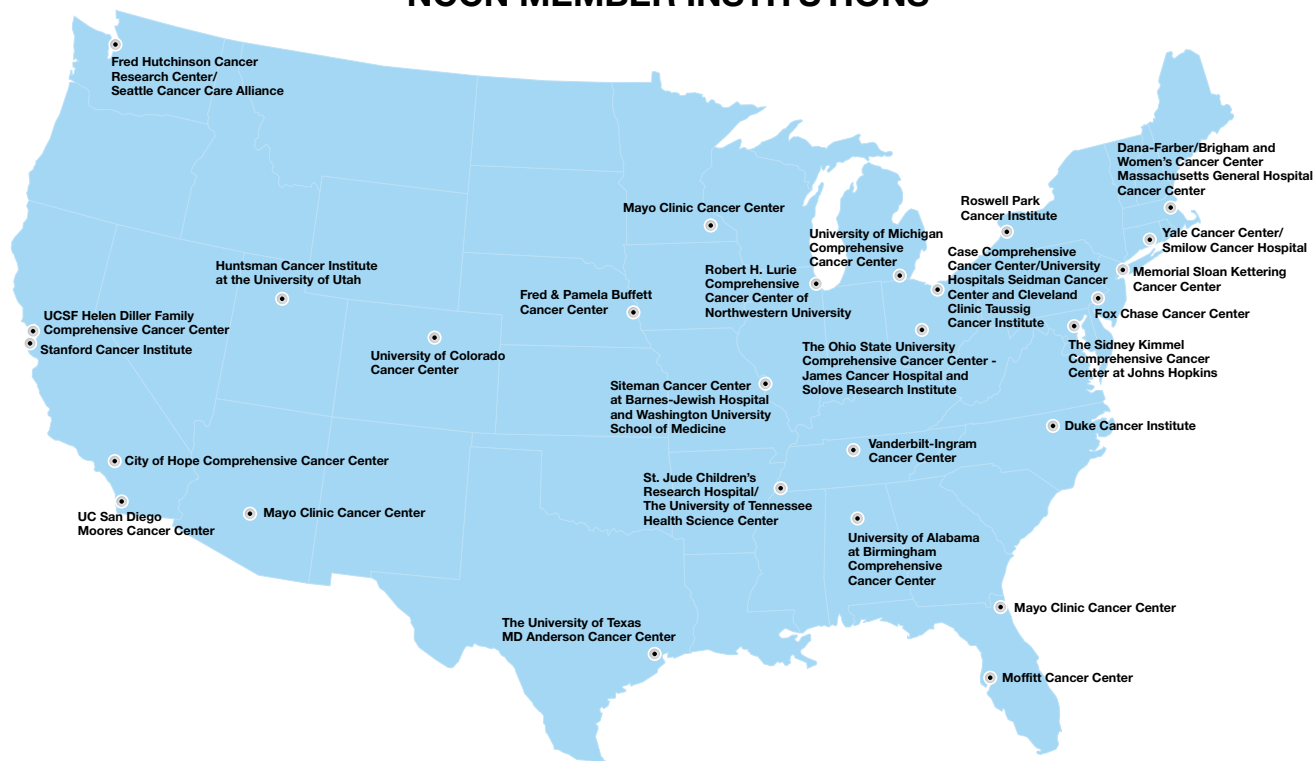 NCCN MEMBER INSTITUTIONS
Fred Hutchinson Cancer
Research Center/
Seattle Cancer Care Alliance
Dana-Farber/Brigham and
Women's Cancer Center
Massachusetts General Hospital
Cancer Center
Roswell Park
Cancer Institute
Mayo Clinic Cancer Center
University of Michigan
Comprehensive
Cancer Center
Yale Cancer Center/
Smilow Cancer Hospital
Case Comprehensive
Cancer Center/University
Hospitals Seidman Cancer
Center and Cleveland
Clinic Taussig
Cancer Institute
Huntsman Cancer Institute
at the University of Utah
Robert H. Lurie
Comprehensive
Cancer Center of
Northwestern University
Memorial Sloan Kettering
Cancer Center
Fred & Pamela Buffett
Cancer Center
Fox Chase Cancer Center
UCSF Helen Diller Family
Comprehensive Cancer Center
Stanford Cancer Institute
University of Colorado
Cancer Center
The Ohio State University
Comprehensive Cancer Center -
James Cancer Hospital and
Solove Research Institute
The Sidney Kimmel
Comprehensive Cancer
Center at Johns Hopkins
Siteman Cancer Center
at Barnes-Jewish Hospital
and Washington University
School of Medicine
Duke Cancer Institute
Vanderbilt-Ingram
Cancer Center
City of Hope Comprehensive Cancer Center
St. Jude Children's
Research Hospital/
The University of Tennessee
Health Science Center
UC San Diego
Moores Cancer Center
Mayo Clinic Cancer Center
University of Alabama
at Birmingham
Comprehensive
Cancer Center
Mayo Clinic Cancer Center
The University of Texas
MD Anderson Cancer Center
Moffitt Cancer Center